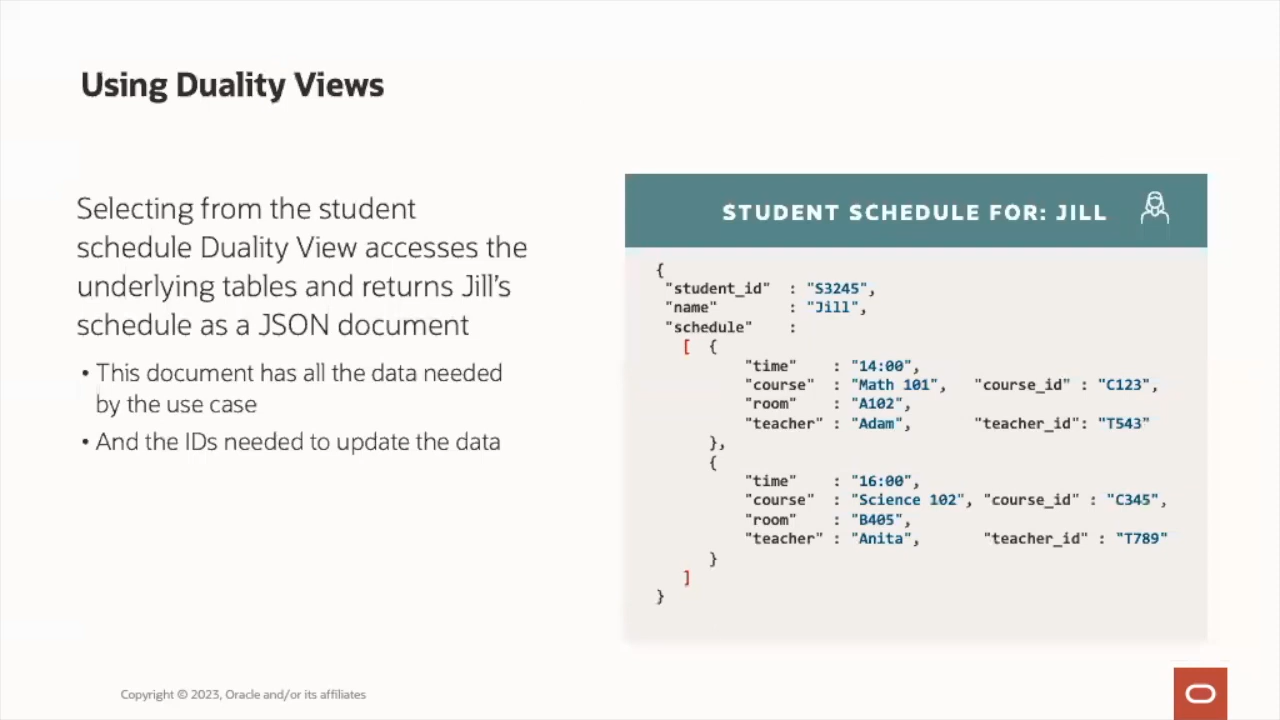 Using Duality Views
Selecting from the student
schedule Duality View accesses the
underlying tables and returns Jill's
schedule as a JSON document
• This document has all the data needed
by the use case
• And the IDs needed to update the data
STUDENT SCHEDULE FOR: JILL
{
"student_id" : "S3245",
"name" : "Jill",
"schedule" :
[ {
"time" : "14:00",
"course" : "Math 101", "course_id" : "C123",
"room" : "A102",
"teacher" : "Adam", "teacher_id": "T543"
},
{
"time" : "16:00",
"course" : "Science 102", "course_id" : "C345",
"room" : "B405",
"teacher" : "Anita", "teacher_id" : "T789"
}
]
}
Copyright © 2023, Oracle and/or its affiliates